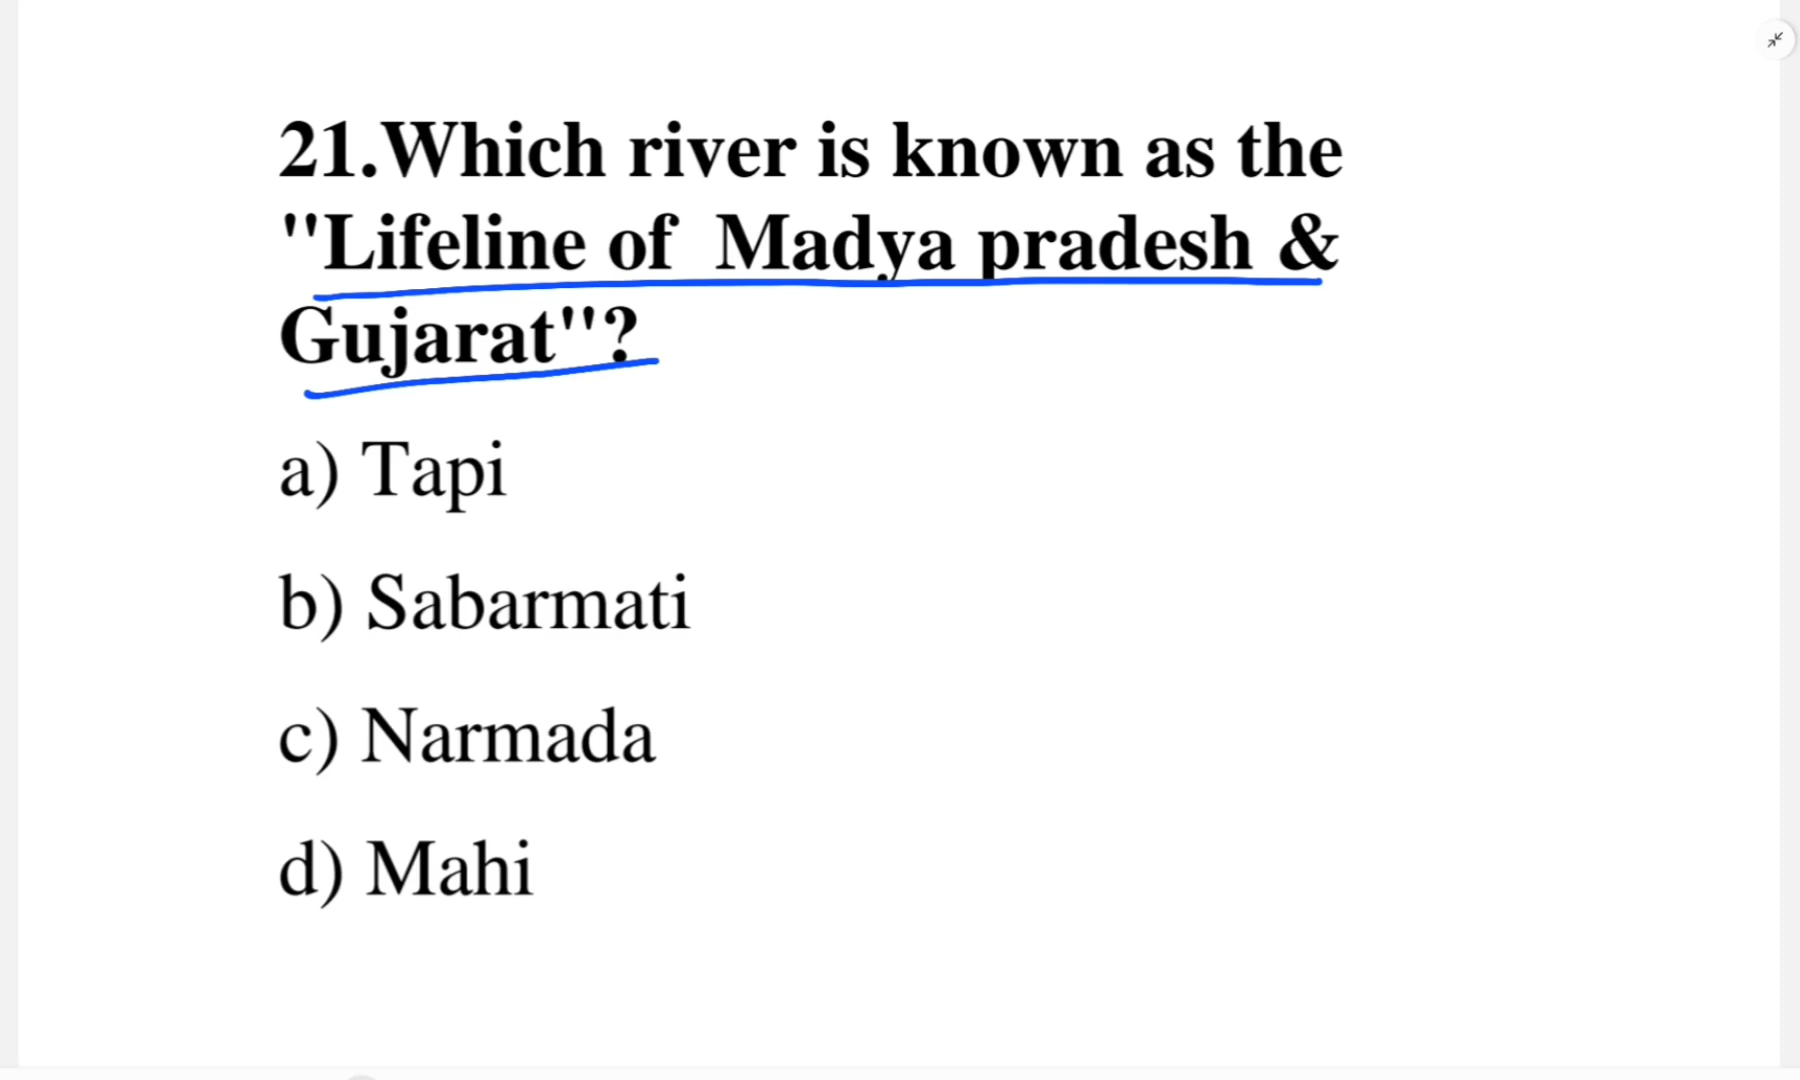 21.Which river is known as the
"Lifeline of  Madya pradesh &
Gujarat"?
a) Tapi
b) Sabarmati
c) Narmada
d) Mahi